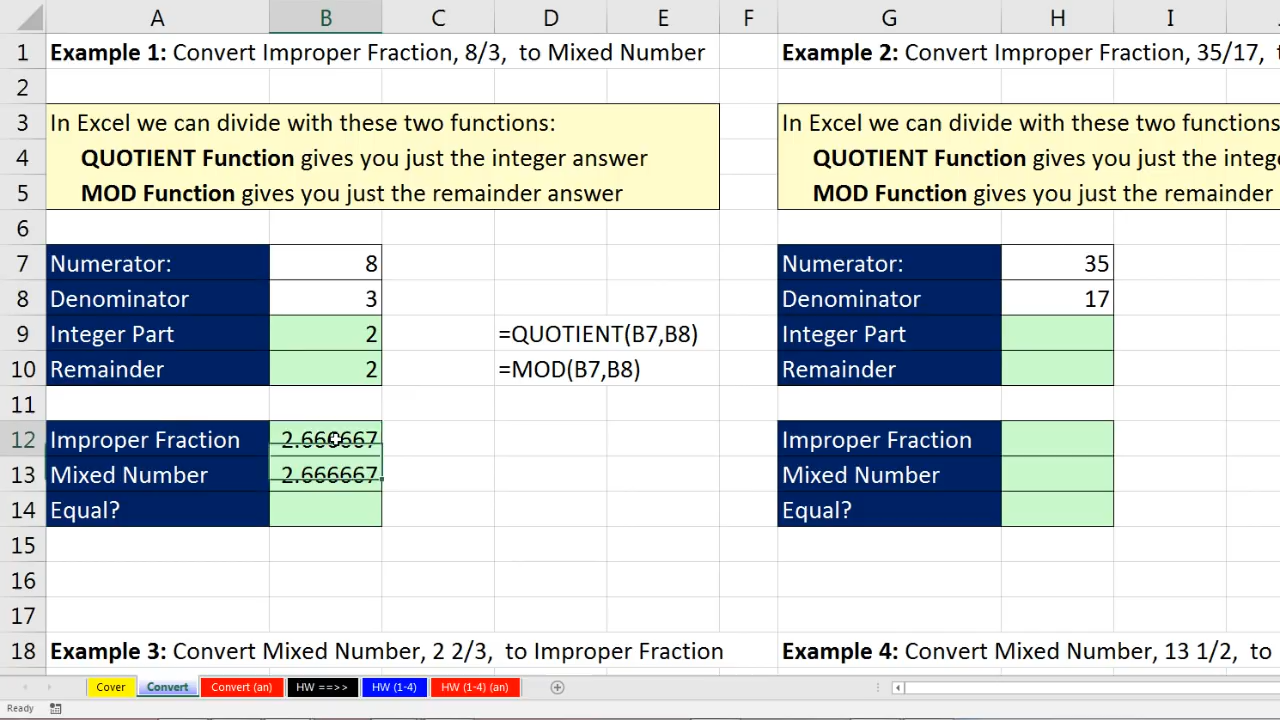 A B C D E F G H I
1 Example 1: Convert Improper Fraction, 8/3, to Mixed Number Example 2: Convert Improper Fraction, 35/17,
2
3 In Excel we can divide with these two functions: In Excel we can divide with these two functions
4 QUOTIENT Function gives you just the integer answer QUOTIENT Function gives you just the intege
5 MOD Function gives you just the remainder answer MOD Function gives you just the remainder
6
7 Numerator: 8 Numerator: 35
8 Denominator 3 Denominator 17
9 Integer Part 2 =QUOTIENT(B7,B8) Integer Part
10 Remainder 2 =MOD(B7,B8) Remainder
11
12 Improper Fraction 2.666667 Improper Fraction
13 Mixed Number 2.666667 Mixed Number
14 Equal? Equal?
15
16
17
18 Example 3: Convert Mixed Number, 2 2/3, to Improper Fraction Example 4: Convert Mixed Number, 13 1/2, to
Cover Convert Convert (an) HW ==>> HW (1-4) HW (1-4) (an)
Ready